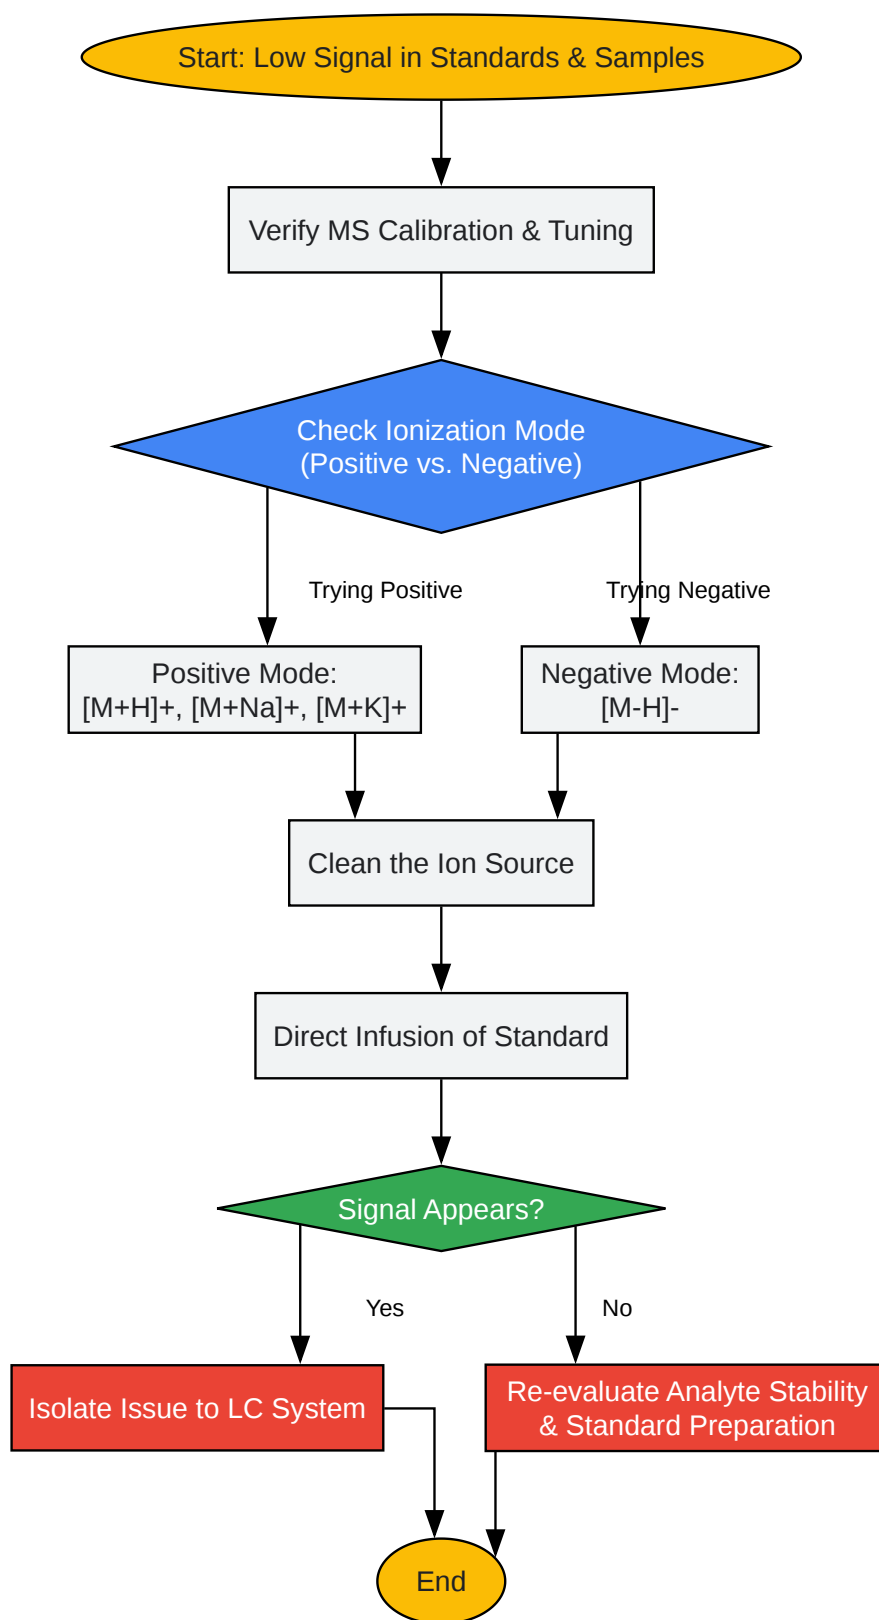 Start: Low Signal in Standards & Samples
Verify MS Calibration & Tuning
Check Ionization Mode
(Positive vs. Negative)
Trying Positive
Trying Negative
Positive Mode:
[M+H]+, [M+Na]+, [M+K]+
Negative Mode:
[M-H]-
Clean the Ion Source
Direct Infusion of Standard
Signal Appears?
Yes
No
Isolate Issue to LC System
Re-evaluate Analyte Stability
& Standard Preparation
End